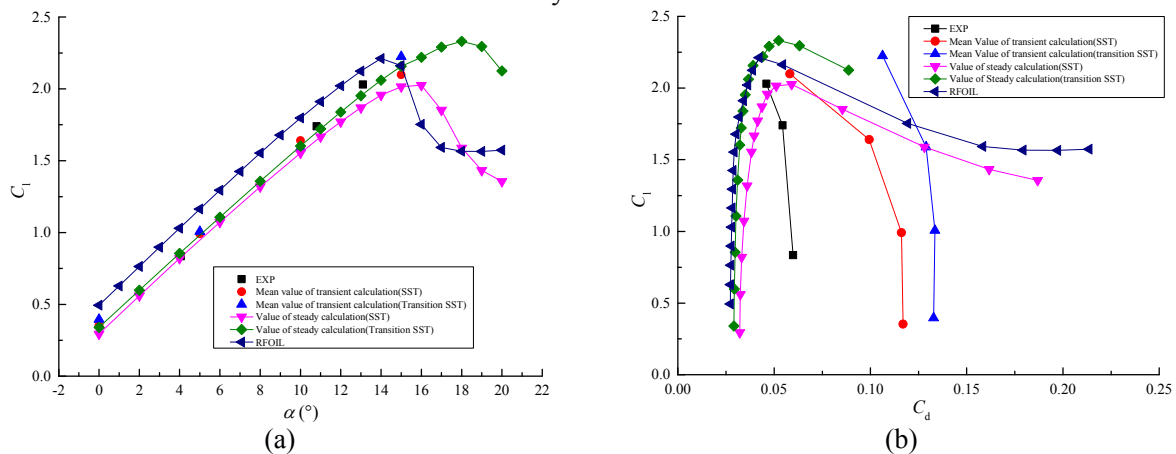 2.5
2.0
1.5
1.0
0.5
0.0
C_l
EXP
Mean value of transient calculation(SST)
Mean value of transient calculation(Transition SST)
Value of steady calculation(SST)
Value of steady calculation(Transition SST)
RFOIL
-2 0 2 4 6 8 10 12 14 16 18 20 22
α (°)
(a)
2.5
2.0
1.5
1.0
0.5
0.0
C_l
EXP
Mean Value of transient calculation(SST)
Mean Value of transient calculation(transition SST)
Value of steady calculation(SST)
Value of Steady calculation(transition SST)
RFOIL
0.00 0.05 0.10 0.15 0.20 0.25
C_d
(b)